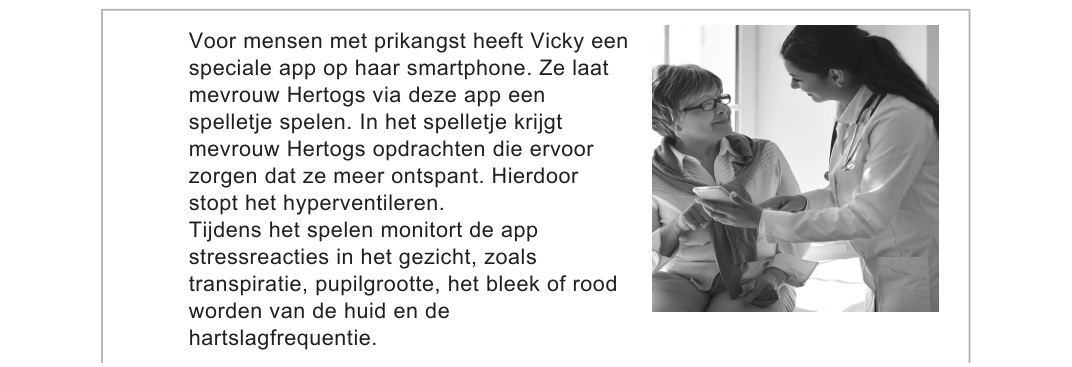 Voor mensen met prikangst heeft Vicky een
speciale app op haar smartphone. Ze laat
mevrouw Hertogs via deze app een
spelletje spelen. In het spelletje krijgt
mevrouw Hertogs opdrachten die ervoor
zorgen dat ze meer ontspant. Hierdoor
stopt het hyperventileren.
Tijdens het spelen monitort de app
stressreacties in het gezicht, zoals
transpiratie, pupilgrootte, het bleek of rood
worden van de huid en de
hartslagfrequentie.